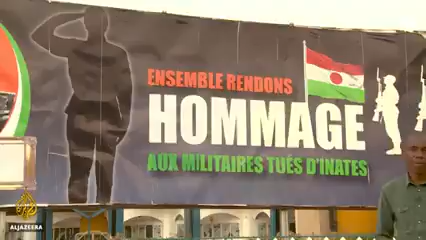 ENSEMBLE RENDONS
HOMMAGE
AUX MILITAIRES TUÉS D'INATES
ALJAZEERA